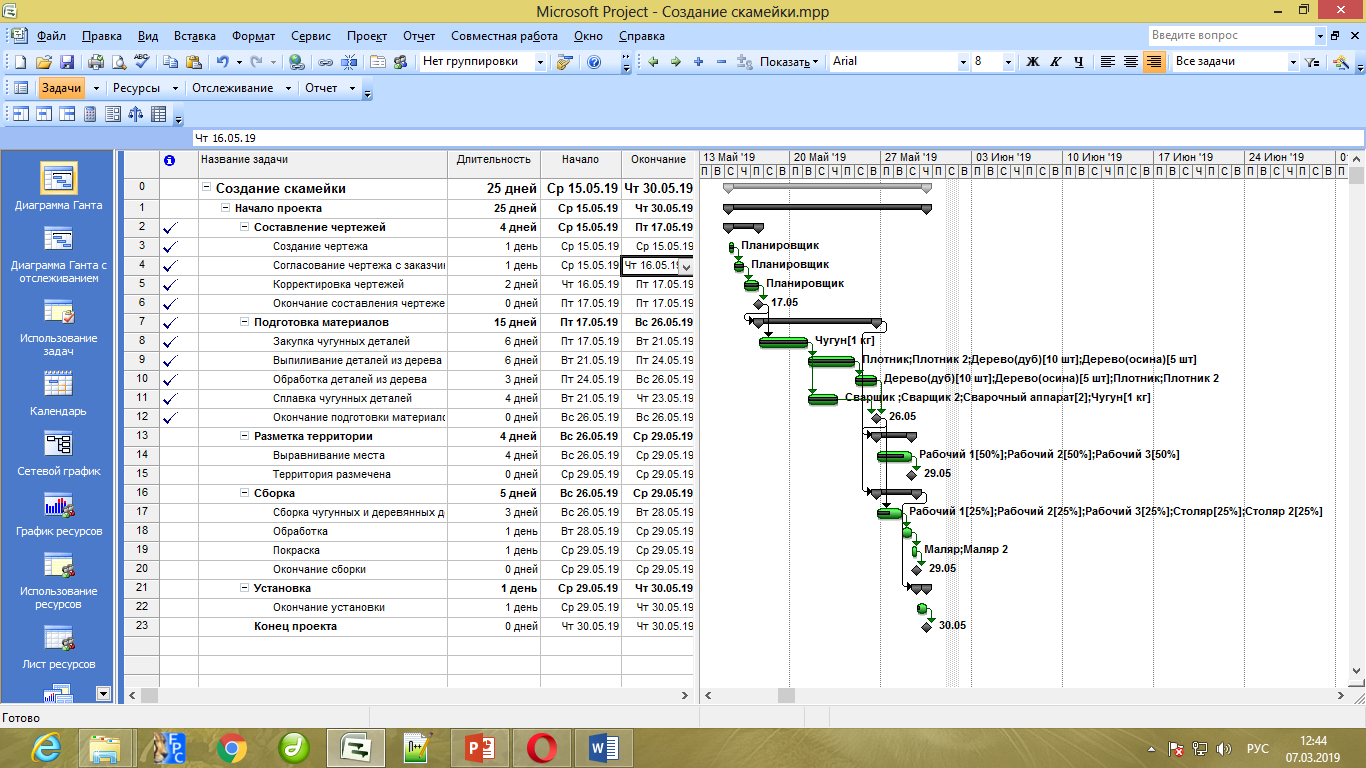 Microsoft Project - Создание скамейки.mpp
Файл Правка Вид Вставка Формат Сервис Проект Отчет Совместная работа Окно Справка Введите вопрос
Нет группировки Показать Arial 8 Ж К Ч Все задачи
Задачи Ресурсы Отслеживание Отчет
Чт 16.05.19
Название задачи Длительность Начало Окончание 13 Май '19 20 Май '19 27 Май '19 03 Июн '19 10 Июн '19 17 Июн '19 24 Июн '19 0
П В С Ч П С В П В С Ч П С В П В С Ч П С В П В С Ч П С В П В С Ч П С В П В С Ч П С В П В С Ч П С В П
0 Создание скамейки 25 дней Ср 15.05.19 Чт 30.05.19
1 Начало проекта 25 дней Ср 15.05.19 Чт 30.05.19
2 Составление чертежей 4 дней Ср 15.05.19 Пт 17.05.19
3 Создание чертежа 1 день Ср 15.05.19 Ср 15.05.19 Планировщик
4 Согласование чертежа с заказчи 1 день Ср 15.05.19 Чт 16.05.19 Планировщик
5 Корректировка чертежей 2 дней Чт 16.05.19 Пт 17.05.19 Планировщик
6 Окончание составления чертеже 0 дней Пт 17.05.19 Пт 17.05.19 17.05
7 Подготовка материалов 15 дней Пт 17.05.19 Вс 26.05.19
8 Закупка чугунных деталей 6 дней Пт 17.05.19 Вт 21.05.19 Чугун[1 кг]
9 Выпиливание деталей из дерева 6 дней Вт 21.05.19 Пт 24.05.19 Плотник;Плотник 2;Дерево(дуб)[10 шт];Дерево(осина)[5 шт]
10 Обработка деталей из дерева 3 дней Пт 24.05.19 Вс 26.05.19 Дерево(дуб)[10 шт];Дерево(осина)[5 шт];Плотник;Плотник 2
11 Сплавка чугунных деталей 4 дней Вт 21.05.19 Чт 23.05.19 Сварщик ;Сварщик 2;Сварочный аппарат[2];Чугун[1 кг]
12 Окончание подготовки материалс 0 дней Вс 26.05.19 Вс 26.05.19 26.05
13 Разметка территории 4 дней Вс 26.05.19 Ср 29.05.19
14 Выравнивание места 4 дней Вс 26.05.19 Ср 29.05.19 Рабочий 1[50%];Рабочий 2[50%];Рабочий 3[50%]
15 Территория размечена 0 дней Ср 29.05.19 Ср 29.05.19 29.05
16 Сборка 5 дней Вс 26.05.19 Ср 29.05.19
17 Сборка чугунных и деревянных д 3 дней Вс 26.05.19 Вт 28.05.19 Рабочий 1[25%];Рабочий 2[25%];Рабочий 3[25%];Столяр[25%];Столяр 2[25%]
18 Обработка 1 день Вт 28.05.19 Ср 29.05.19
19 Покраска 1 день Ср 29.05.19 Ср 29.05.19 Маляр;Маляр 2
20 Окончание сборки 0 дней Ср 29.05.19 Ср 29.05.19 29.05
21 Установка 1 день Ср 29.05.19 Чт 30.05.19
22 Окончание установки 1 день Ср 29.05.19 Чт 30.05.19
23 Конец проекта 0 дней Чт 30.05.19 Чт 30.05.19 30.05
Диаграмма Ганта
Диаграмма Ганта с
отслеживанием
Использование
задач
Календарь
Сетевой график
График ресурсов
Использование
ресурсов
Лист ресурсов
Готово
РУС
12:44
07.03.2019